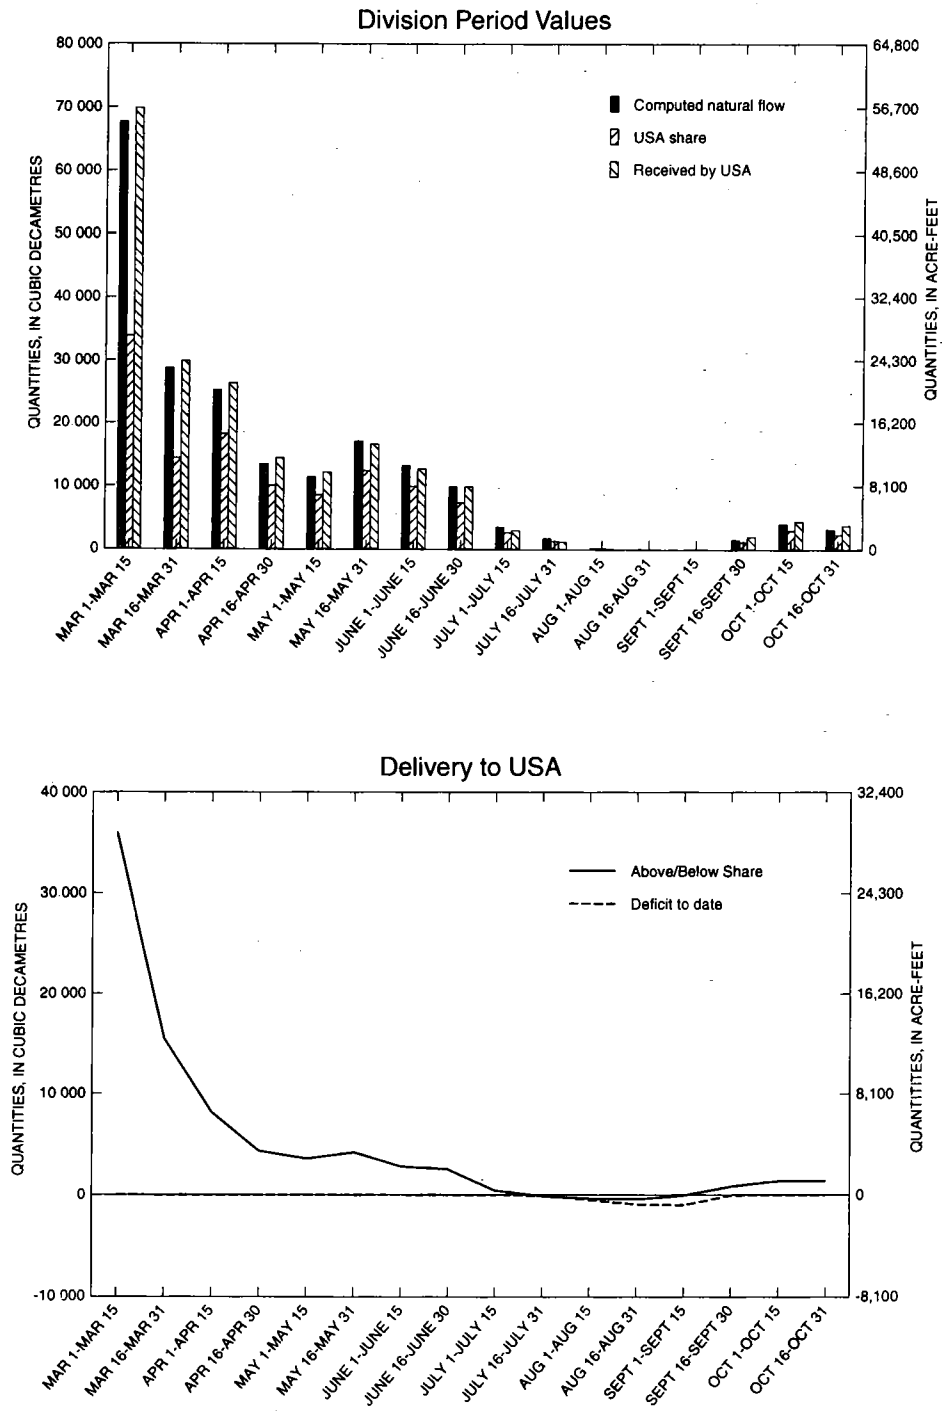 Division Period Values
80 000
70 000
60 000
50 000
40 000
30 000
20 000
10 000
0
QUANTITIES, IN CUBIC DECAMETRES
64,800
56,700
48,600
40,500
32,400
24,300
16,200
8,100
0
QUANTITIES, IN ACRE-FEET
Computed natural flow
USA share
Received by USA
MAR 1-MAR 15
MAR 16-MAR 31
APR 1-APR 15
APR 16-APR 30
MAY 1-MAY 15
MAY 16-MAY 31
JUNE 1-JUNE 15
JUNE 16-JUNE 30
JULY 1-JULY 15
JULY 16-JULY 31
AUG 1-AUG 15
AUG 16-AUG 31
SEPT 1-SEPT 15
SEPT 16-SEPT 30
OCT 1-OCT 15
OCT 16-OCT 31
Delivery to USA
40 000
30 000
20 000
10 000
0
-10 000
QUANTITIES, IN CUBIC DECAMETRES
32,400
24,300
16,200
8,100
0
-8,100
QUANTITITES, IN ACRE-FEET
Above/Below Share
Deficit to date
MAR 1-MAR 15
MAR 16-MAR 31
APR 1-APR 15
APR 16-APR 30
MAY 1-MAY 15
MAY 16-MAY 31
JUNE 1-JUNE 15
JUNE 16-JUNE 30
JULY 1-JULY 15
JULY 16-JULY 31
AUG 1-AUG 15
AUG 16-AUG 31
SEPT 1-SEPT 15
SEPT 16-SEPT 30
OCT 1-OCT 15
OCT 16-OCT 31